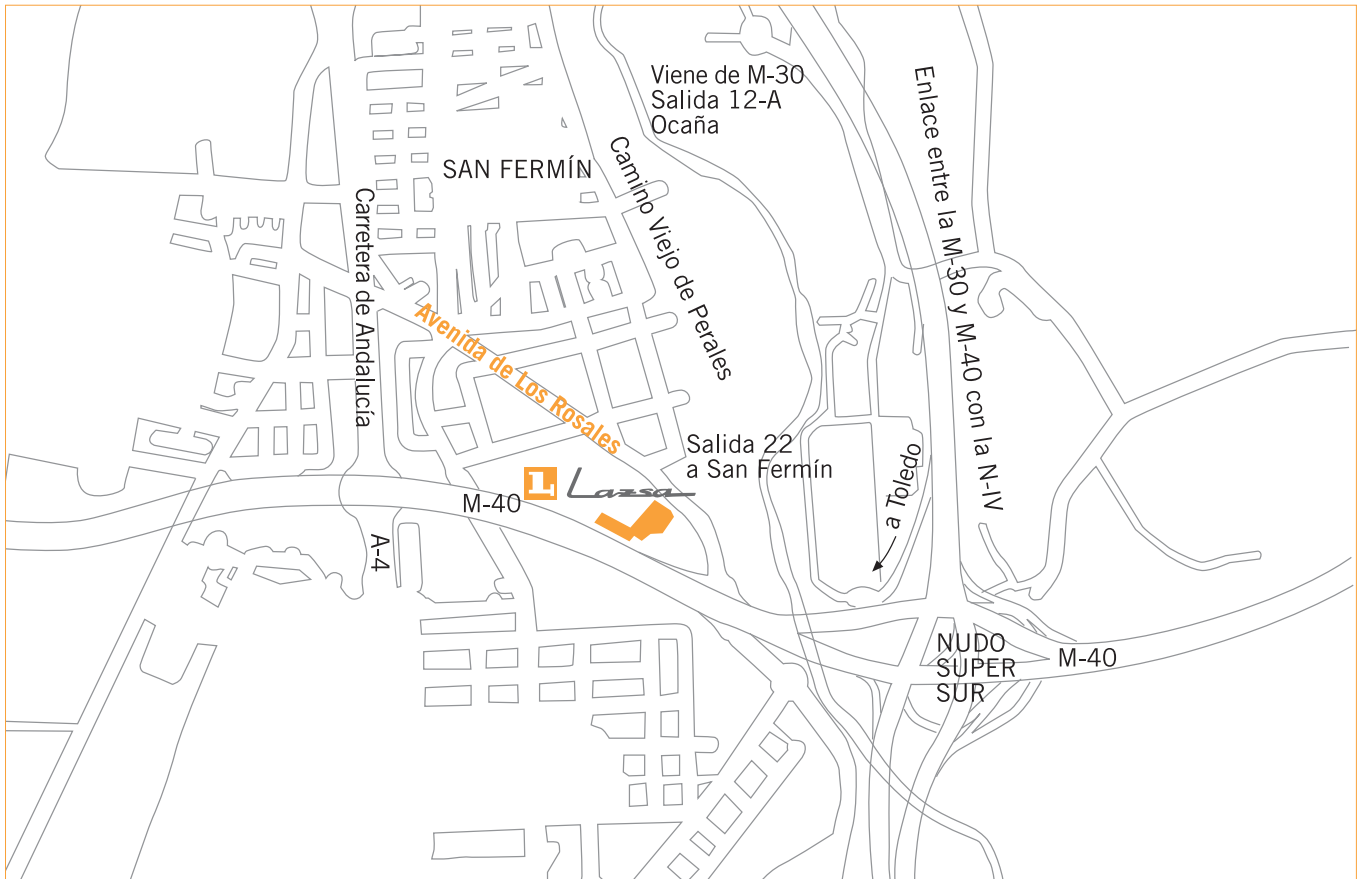 Viene de M-30
Salida 12-A
Ocaña
Enlace entre la M-30 y M-40 con la N-IV
SAN FERMÍN
Camino Viejo de Perales
Carretera de Andalucía
Avenida de Los Rosales
Salida 22
a San Fermín
a Toledo
L Lazsa
M-40
A-4
NUDO
SUPER
SUR
M-40